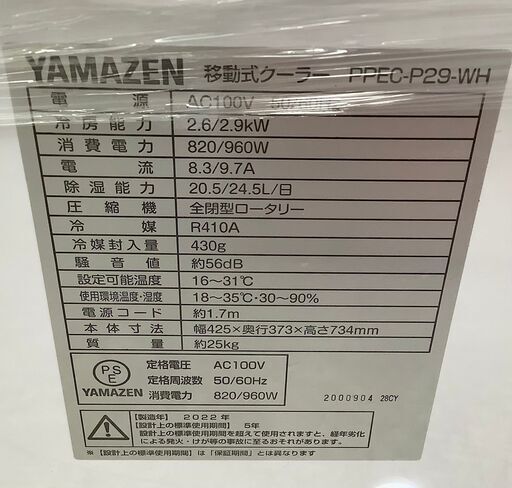 YAMAZEN 移動式クーラー PPEC-P29-WH
電源 AC100V 50/60Hz
冷房能力 2.6/2.9kW
消費電力 820/960W
電流 8.3/9.7A
除湿能力 20.5/24.5L/日
圧縮機 全閉型ロータリー
冷媒 R410A
冷媒封入量 430g
騒音値 約56dB
設定可能温度 16～31℃
使用環境温度・湿度 18～35℃・30～90%
電源コード 約1.7m
本体寸法 幅425×奥行373×高さ734mm
質量 約25kg
PSE
YAMAZEN
定格電圧 AC100V
定格周波数 50/60Hz
消費電力 820/960W
2000904 28CY
【製造年】2022年
【設計上の標準使用期間】5年
設計上の標準使用期間を超えて使用されますと、経年劣化
による発火・けが等の事故に至るおそれがあります。
※【設計上の標準使用期間】は「保証期間」とは異なります